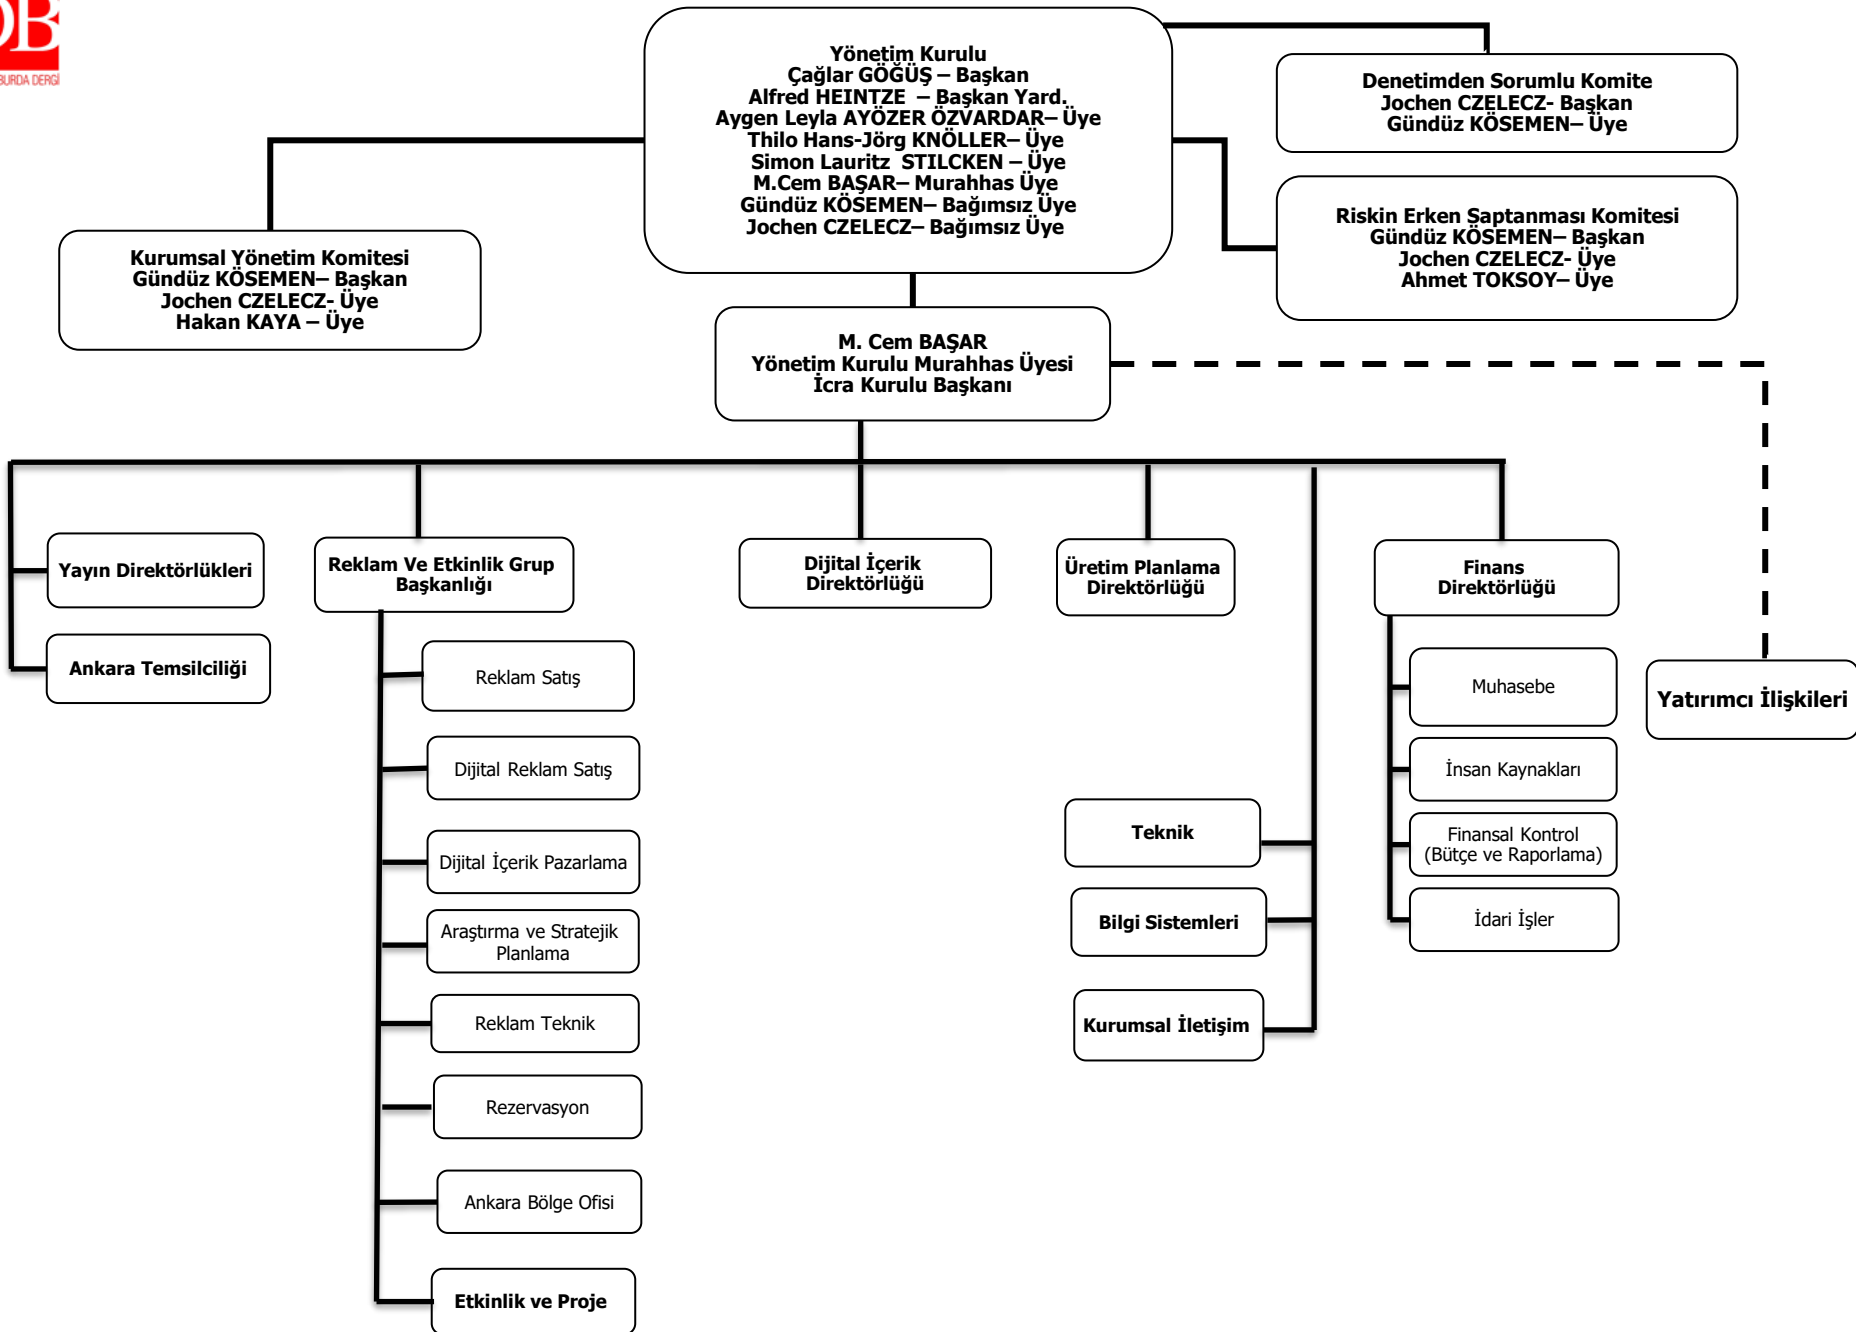 DB
BURDA DERGİ
Yönetim Kurulu
Çağlar GÖĞÜŞ – Başkan
Alfred HEINTZE – Başkan Yard.
Aygen Leyla AYÖZER ÖZVARDAR– Üye
Thilo Hans-Jörg KNÖLLER– Üye
Simon Lauritz STILCKEN – Üye
M.Cem BAŞAR– Murahhas Üye
Gündüz KÖSEMEN– Bağımsız Üye
Jochen CZELECZ– Bağımsız Üye
Denetimden Sorumlu Komite
Jochen CZELECZ- Başkan
Gündüz KÖSEMEN– Üye
Riskin Erken Saptanması Komitesi
Gündüz KÖSEMEN– Başkan
Jochen CZELECZ- Üye
Ahmet TOKSOY– Üye
Kurumsal Yönetim Komitesi
Gündüz KÖSEMEN– Başkan
Jochen CZELECZ- Üye
Hakan KAYA – Üye
M. Cem BAŞAR
Yönetim Kurulu Murahhas Üyesi
İcra Kurulu Başkanı
Yayın Direktörlükleri
Ankara Temsilciliği
Reklam Ve Etkinlik Grup
Başkanlığı
Reklam Satış
Dijital Reklam Satış
Dijital İçerik Pazarlama
Araştırma ve Stratejik
Planlama
Reklam Teknik
Rezervasyon
Ankara Bölge Ofisi
Etkinlik ve Proje
Dijital İçerik
Direktörlüğü
Üretim Planlama
Direktörlüğü
Teknik
Bilgi Sistemleri
Kurumsal İletişim
Finans
Direktörlüğü
Muhasebe
İnsan Kaynakları
Finansal Kontrol
(Bütçe ve Raporlama)
İdari İşler
Yatırımcı İlişkileri